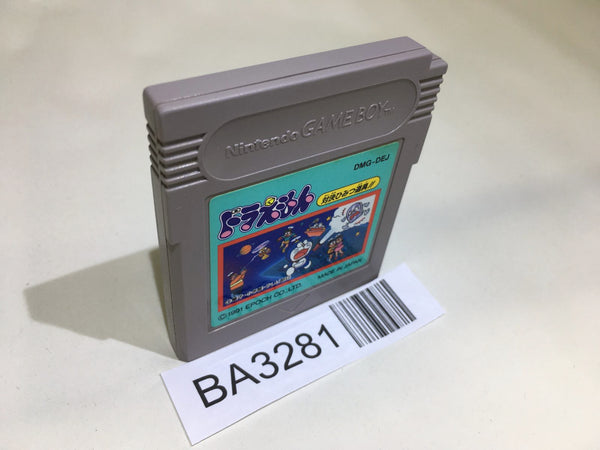 Nintendo GAME BOY TM
DMG-DEJ
ドラえもん
対決ひみつ道具!!
MADE IN JAPAN
©1991 EPOCH CO.,LTD.
BA3281